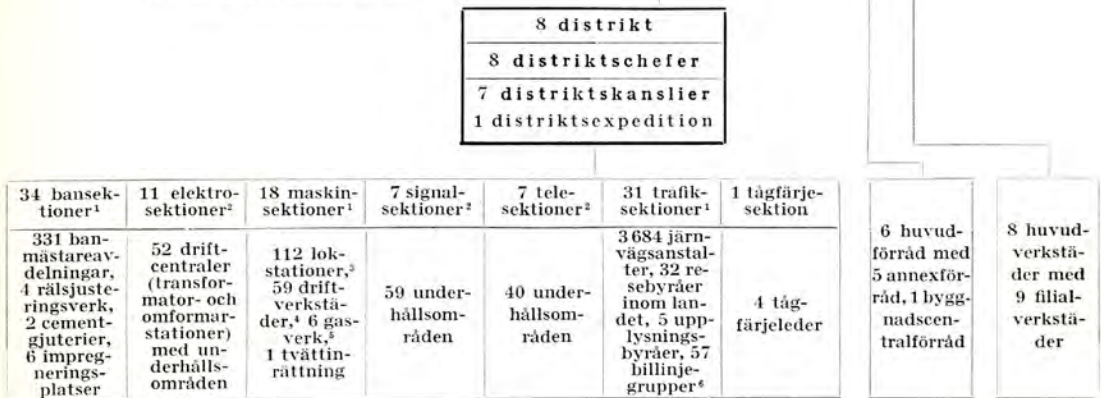 8 distrikt
8 distriktschefer
7 distriktskanslier
1 distriktsexpedition
34 bansek-
tioner¹
331 ban-
mästareav-
delningar,
4 rälsjuste-
ringsverk,
2 cement-
gjuterier,
6 impreg-
nerings-
platser
11 elektro-
sektioner²
52 drift-
centraler
(transfor-
mator- och
omformar-
stationer)
med un-
derhålls-
områden
18 maskin-
sektioner¹
112 lok-
stationer,³
59 drift-
verkstä-
der,⁴ 6 gas-
verk,⁵
1 tvättin-
rättning
7 signal-
sektioner²
59 under-
hållsom-
råden
7 tele-
sektioner²
40 under-
hållsom-
råden
31 trafik-
sektioner¹
3 684 järn-
vägsanstal-
ter, 32 re-
sebyråer
inom lan-
det, 5 upp-
lysnings-
byråer, 57
billinje-
grupper⁶
1 tågfärje-
sektion
4 tåg-
färjeleder
6 huvud-
förråd med
5 annexför-
råd, 1 bygg-
nadscen-
tralförråd
8 huvud-
verkstä-
der med
9 filial-
verkstä-
der